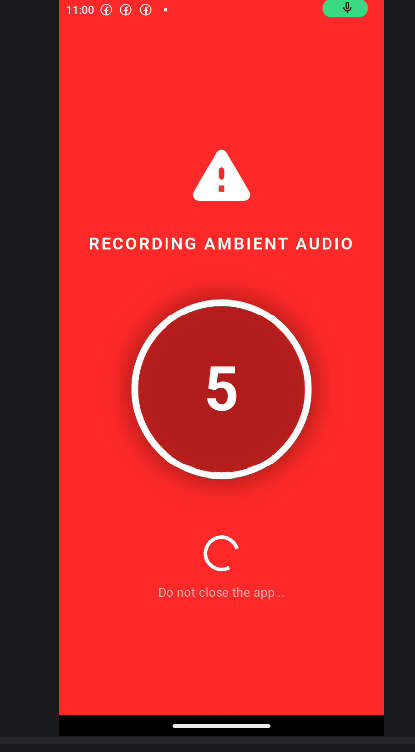 11:00
RECORDING AMBIENT AUDIO
5
Do not close the app...